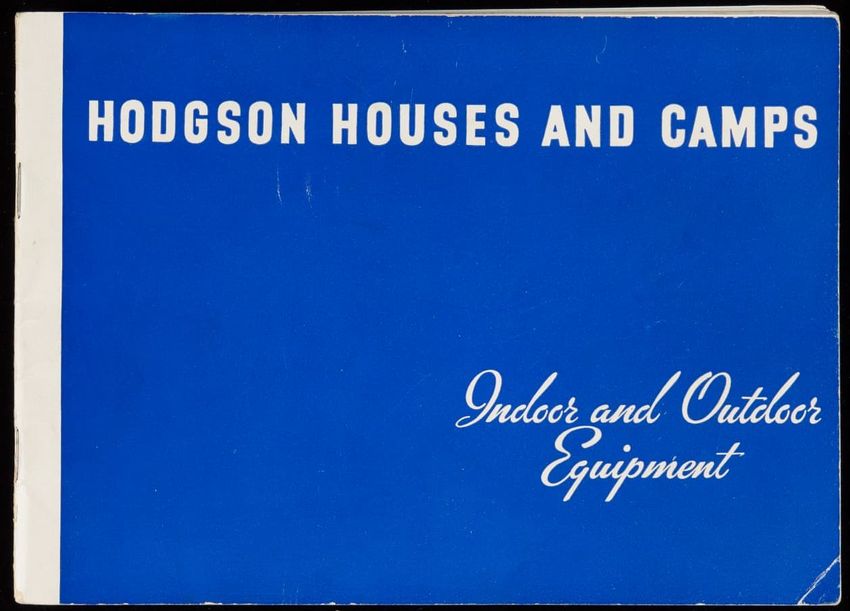 HODGSON HOUSES AND CAMPS
Indoor and Outdoor
Equipment